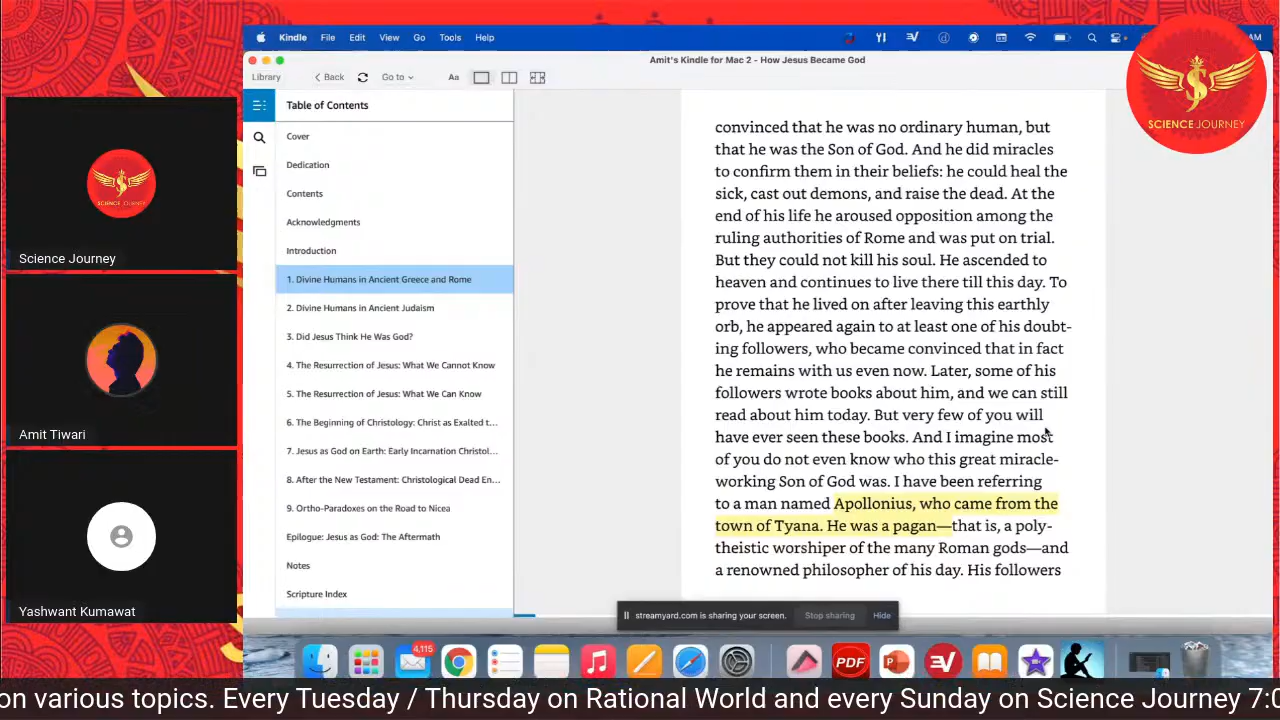 Kindle File Edit View Go Tools Help
AM
Amit's Kindle for Mac 2 - How Jesus Became God
Library
Back
Go to
Aa
SCIENCE JOURNEY
SCIENCE JOURNEY
Science Journey
Amit Tiwari
Yashwant Kumawat
Table of Contents
Cover
Dedication
Contents
Acknowledgments
Introduction
1. Divine Humans in Ancient Greece and Rome
2. Divine Humans in Ancient Judaism
3. Did Jesus Think He Was God?
4. The Resurrection of Jesus: What We Cannot Know
5. The Resurrection of Jesus: What We Can Know
6. The Beginning of Christology: Christ as Exalted t...
7. Jesus as God on Earth: Early Incarnation Christol...
8. After the New Testament: Christological Dead En...
9. Ortho-Paradoxes on the Road to Nicea
Epilogue: Jesus as God: The Aftermath
Notes
Scripture Index
convinced that he was no ordinary human, but
that he was the Son of God. And he did miracles
to confirm them in their beliefs: he could heal the
sick, cast out demons, and raise the dead. At the
end of his life he aroused opposition among the
ruling authorities of Rome and was put on trial.
But they could not kill his soul. He ascended to
heaven and continues to live there till this day. To
prove that he lived on after leaving this earthly
orb, he appeared again to at least one of his doubt-
ing followers, who became convinced that in fact
he remains with us even now. Later, some of his
followers wrote books about him, and we can still
read about him today. But very few of you will
have ever seen these books. And I imagine most
of you do not even know who this great miracle-
working Son of God was. I have been referring
to a man named Apollonius, who came from the
town of Tyana. He was a pagan—that is, a poly-
theistic worshiper of the many Roman gods—and
a renowned philosopher of his day. His followers
streamyard.com is sharing your screen.
Stop sharing
Hide
4,115
PDF
on various topics. Every Tuesday / Thursday on Rational World and every Sunday on Science Journey 7:0